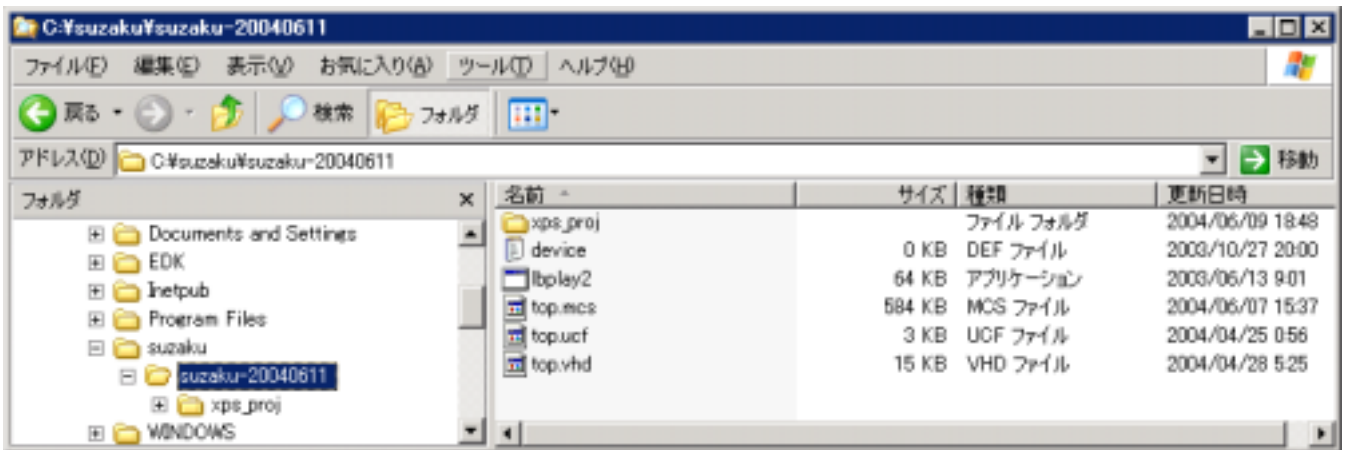 C:¥suzaku¥suzaku-20040611
ファイル(F) 編集(E) 表示(V) お気に入り(A) ツール(T) ヘルプ(H)
戻る 検索 フォルダ
アドレス(D) C:¥suzaku¥suzaku-20040611 移動
フォルダ × 名前 サイズ 種類 更新日時
Documents and Settings
EDK
Inetpub
Program Files
suzaku
suzaku-20040611
xps_proj
WINDOWS
xps_proj ファイル フォルダ 2004/06/09 18:48
device 0 KB DEF ファイル 2003/10/27 20:00
lbplay2 64 KB アプリケーション 2003/06/13 9:01
top.mcs 584 KB MCS ファイル 2004/06/07 15:37
top.ucf 3 KB UCF ファイル 2004/04/25 0:56
top.vhd 15 KB VHD ファイル 2004/04/28 5:25